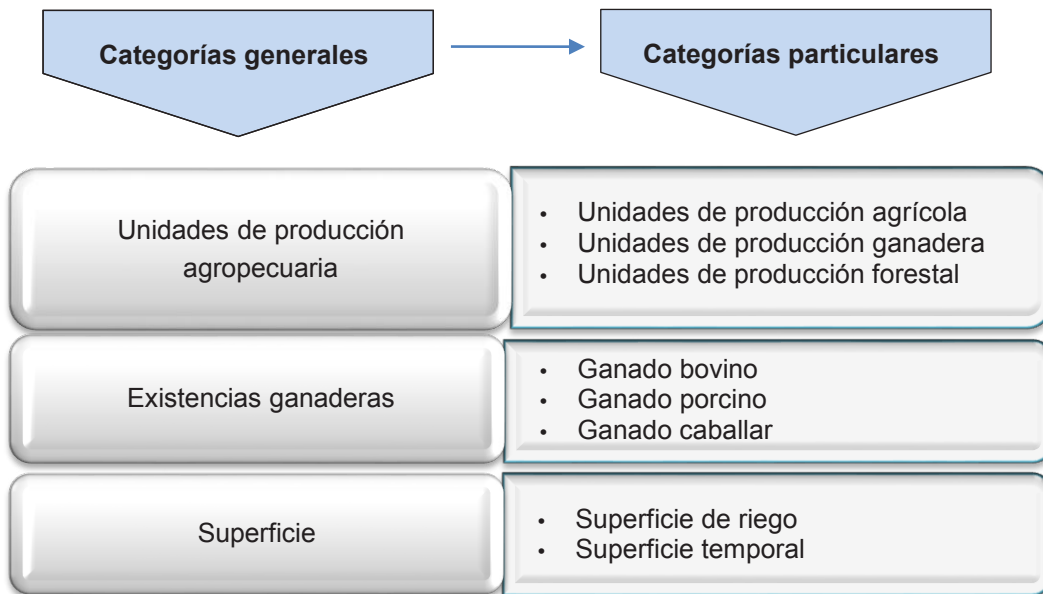 Categorías generales
Categorías particulares
Unidades de producción
agropecuaria
• Unidades de producción agrícola
• Unidades de producción ganadera
• Unidades de producción forestal
Existencias ganaderas
• Ganado bovino
• Ganado porcino
• Ganado caballar
Superficie
• Superficie de riego
• Superficie temporal